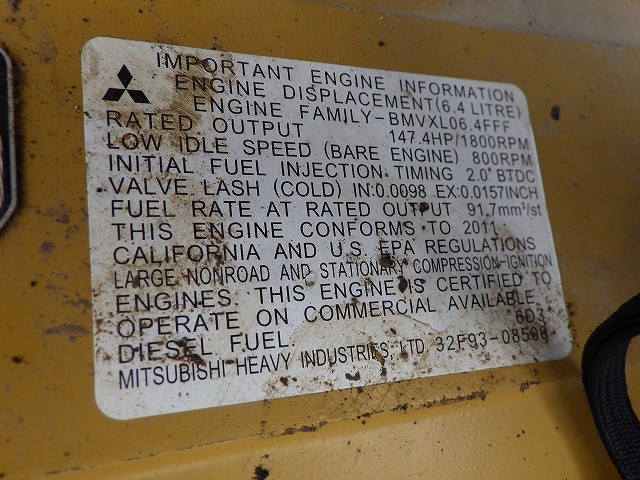 IMPORTANT ENGINE INFORMATION
ENGINE DISPLACEMENT(6.4 LITRE)
ENGINE FAMILY-BMVXL06.4FFF
RATED OUTPUT 147.4HP/1800RPM
LOW IDLE SPEED (BARE ENGINE) 800RPM
INITIAL FUEL INJECTION TIMING 2.0° BTDC
VALVE LASH (COLD) IN:0.0098 EX:0.0157INCH
FUEL RATE AT RATED OUTPUT 91.7mm³/st
THIS ENGINE CONFORMS TO 2011
CALIFORNIA AND U.S. EPA REGULATIONS
LARGE NONROAD AND STATIONARY COMPRESSION-IGNITION
ENGINES. THIS ENGINE IS CERTIFIED TO
OPERATE ON COMMERCIAL AVAILABLE
DIESEL FUEL. 6D3
MITSUBISHI HEAVY INDUSTRIES, LTD.